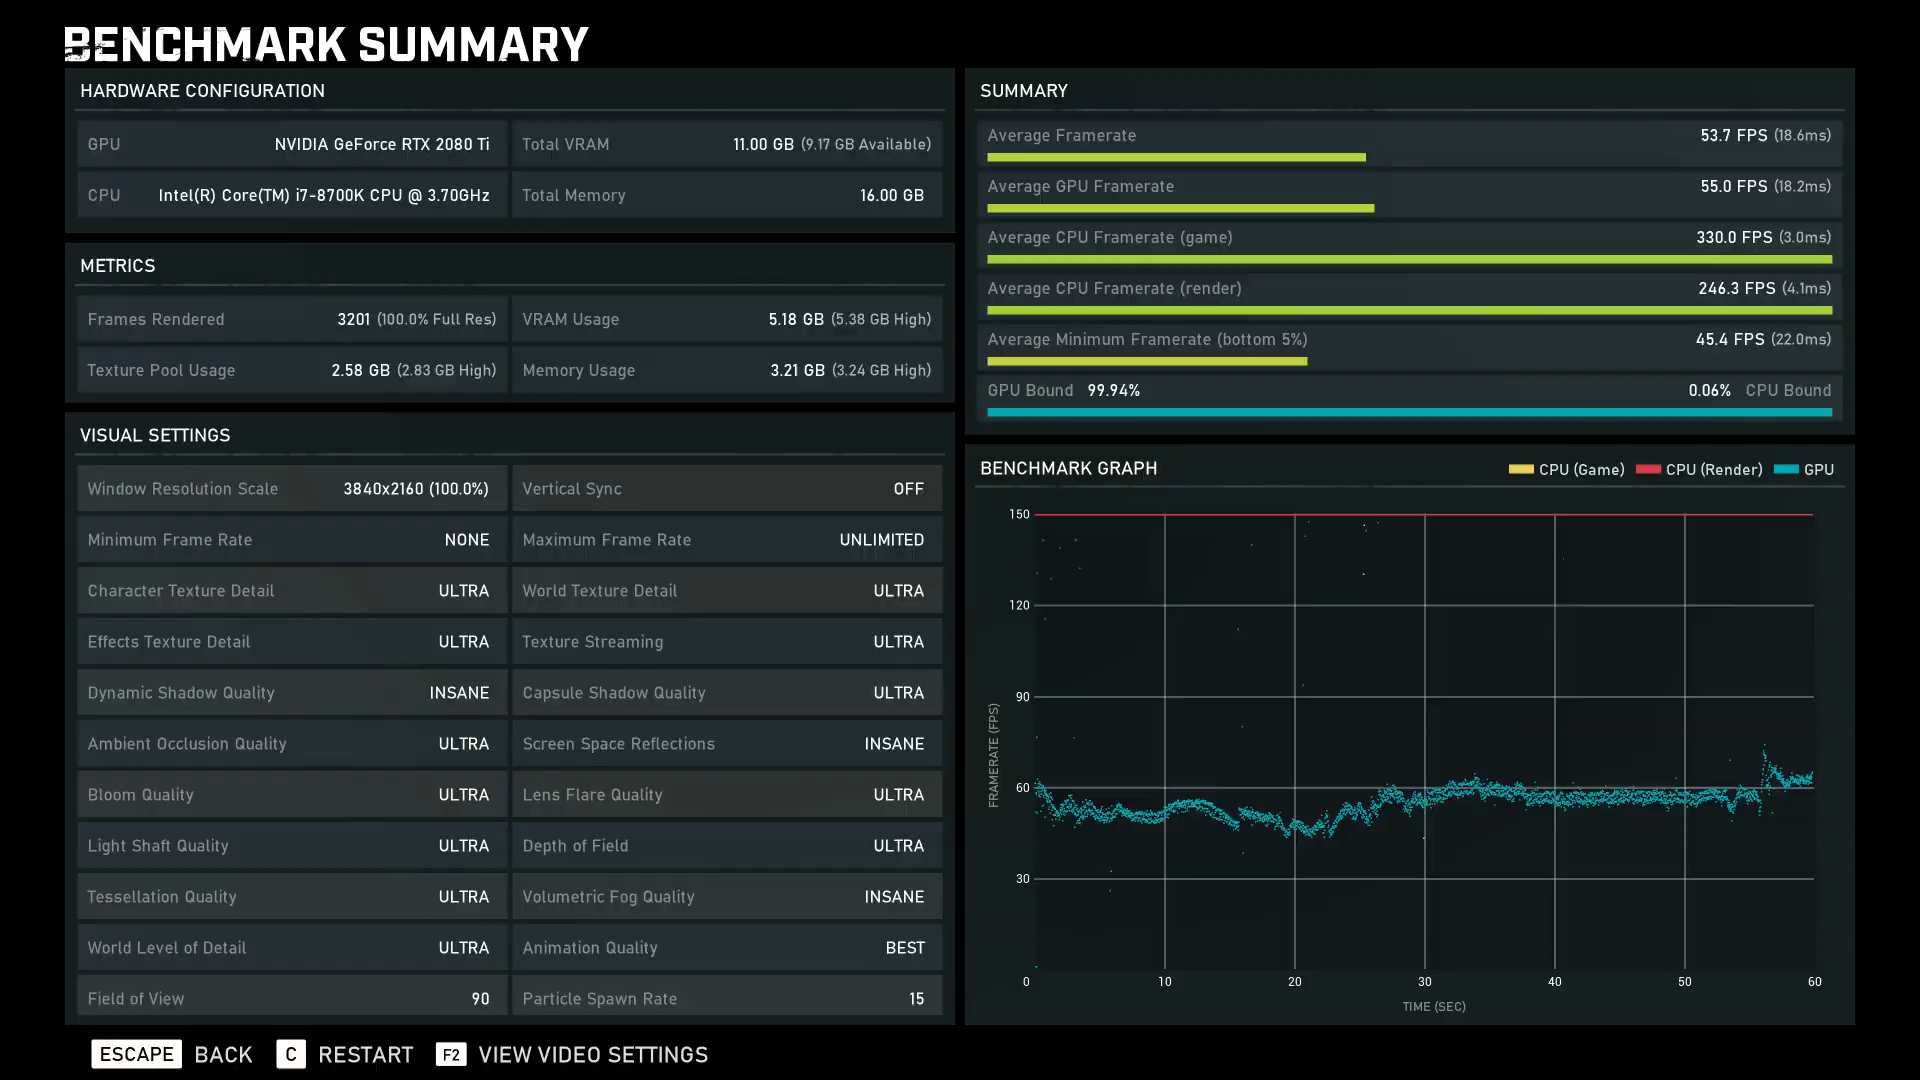 BENCHMARK SUMMARY
HARDWARE CONFIGURATION
GPU NVIDIA GeForce RTX 2080 Ti Total VRAM 11.00 GB (9.17 GB Available)
CPU Intel(R) Core(TM) i7-8700K CPU @ 3.70GHz Total Memory 16.00 GB
METRICS
Frames Rendered 3201 (100.0% Full Res) VRAM Usage 5.18 GB (5.38 GB High)
Texture Pool Usage 2.58 GB (2.83 GB High) Memory Usage 3.21 GB (3.24 GB High)
VISUAL SETTINGS
Window Resolution Scale 3840x2160 (100.0%) Vertical Sync OFF
Minimum Frame Rate NONE Maximum Frame Rate UNLIMITED
Character Texture Detail ULTRA World Texture Detail ULTRA
Effects Texture Detail ULTRA Texture Streaming ULTRA
Dynamic Shadow Quality INSANE Capsule Shadow Quality ULTRA
Ambient Occlusion Quality ULTRA Screen Space Reflections INSANE
Bloom Quality ULTRA Lens Flare Quality ULTRA
Light Shaft Quality ULTRA Depth of Field ULTRA
Tessellation Quality ULTRA Volumetric Fog Quality INSANE
World Level of Detail ULTRA Animation Quality BEST
Field of View 90 Particle Spawn Rate 15
SUMMARY
Average Framerate 53.7 FPS (18.6ms)
Average GPU Framerate 55.0 FPS (18.2ms)
Average CPU Framerate (game) 330.0 FPS (3.0ms)
Average CPU Framerate (render) 246.3 FPS (4.1ms)
Average Minimum Framerate (bottom 5%) 45.4 FPS (22.0ms)
GPU Bound 99.94% 0.06% CPU Bound
BENCHMARK GRAPH CPU (Game) CPU (Render) GPU
150
120
90
60
30
FRAMERATE (FPS)
0 10 20 30 40 50 60
TIME (SEC)
ESCAPE BACK C RESTART F2 VIEW VIDEO SETTINGS